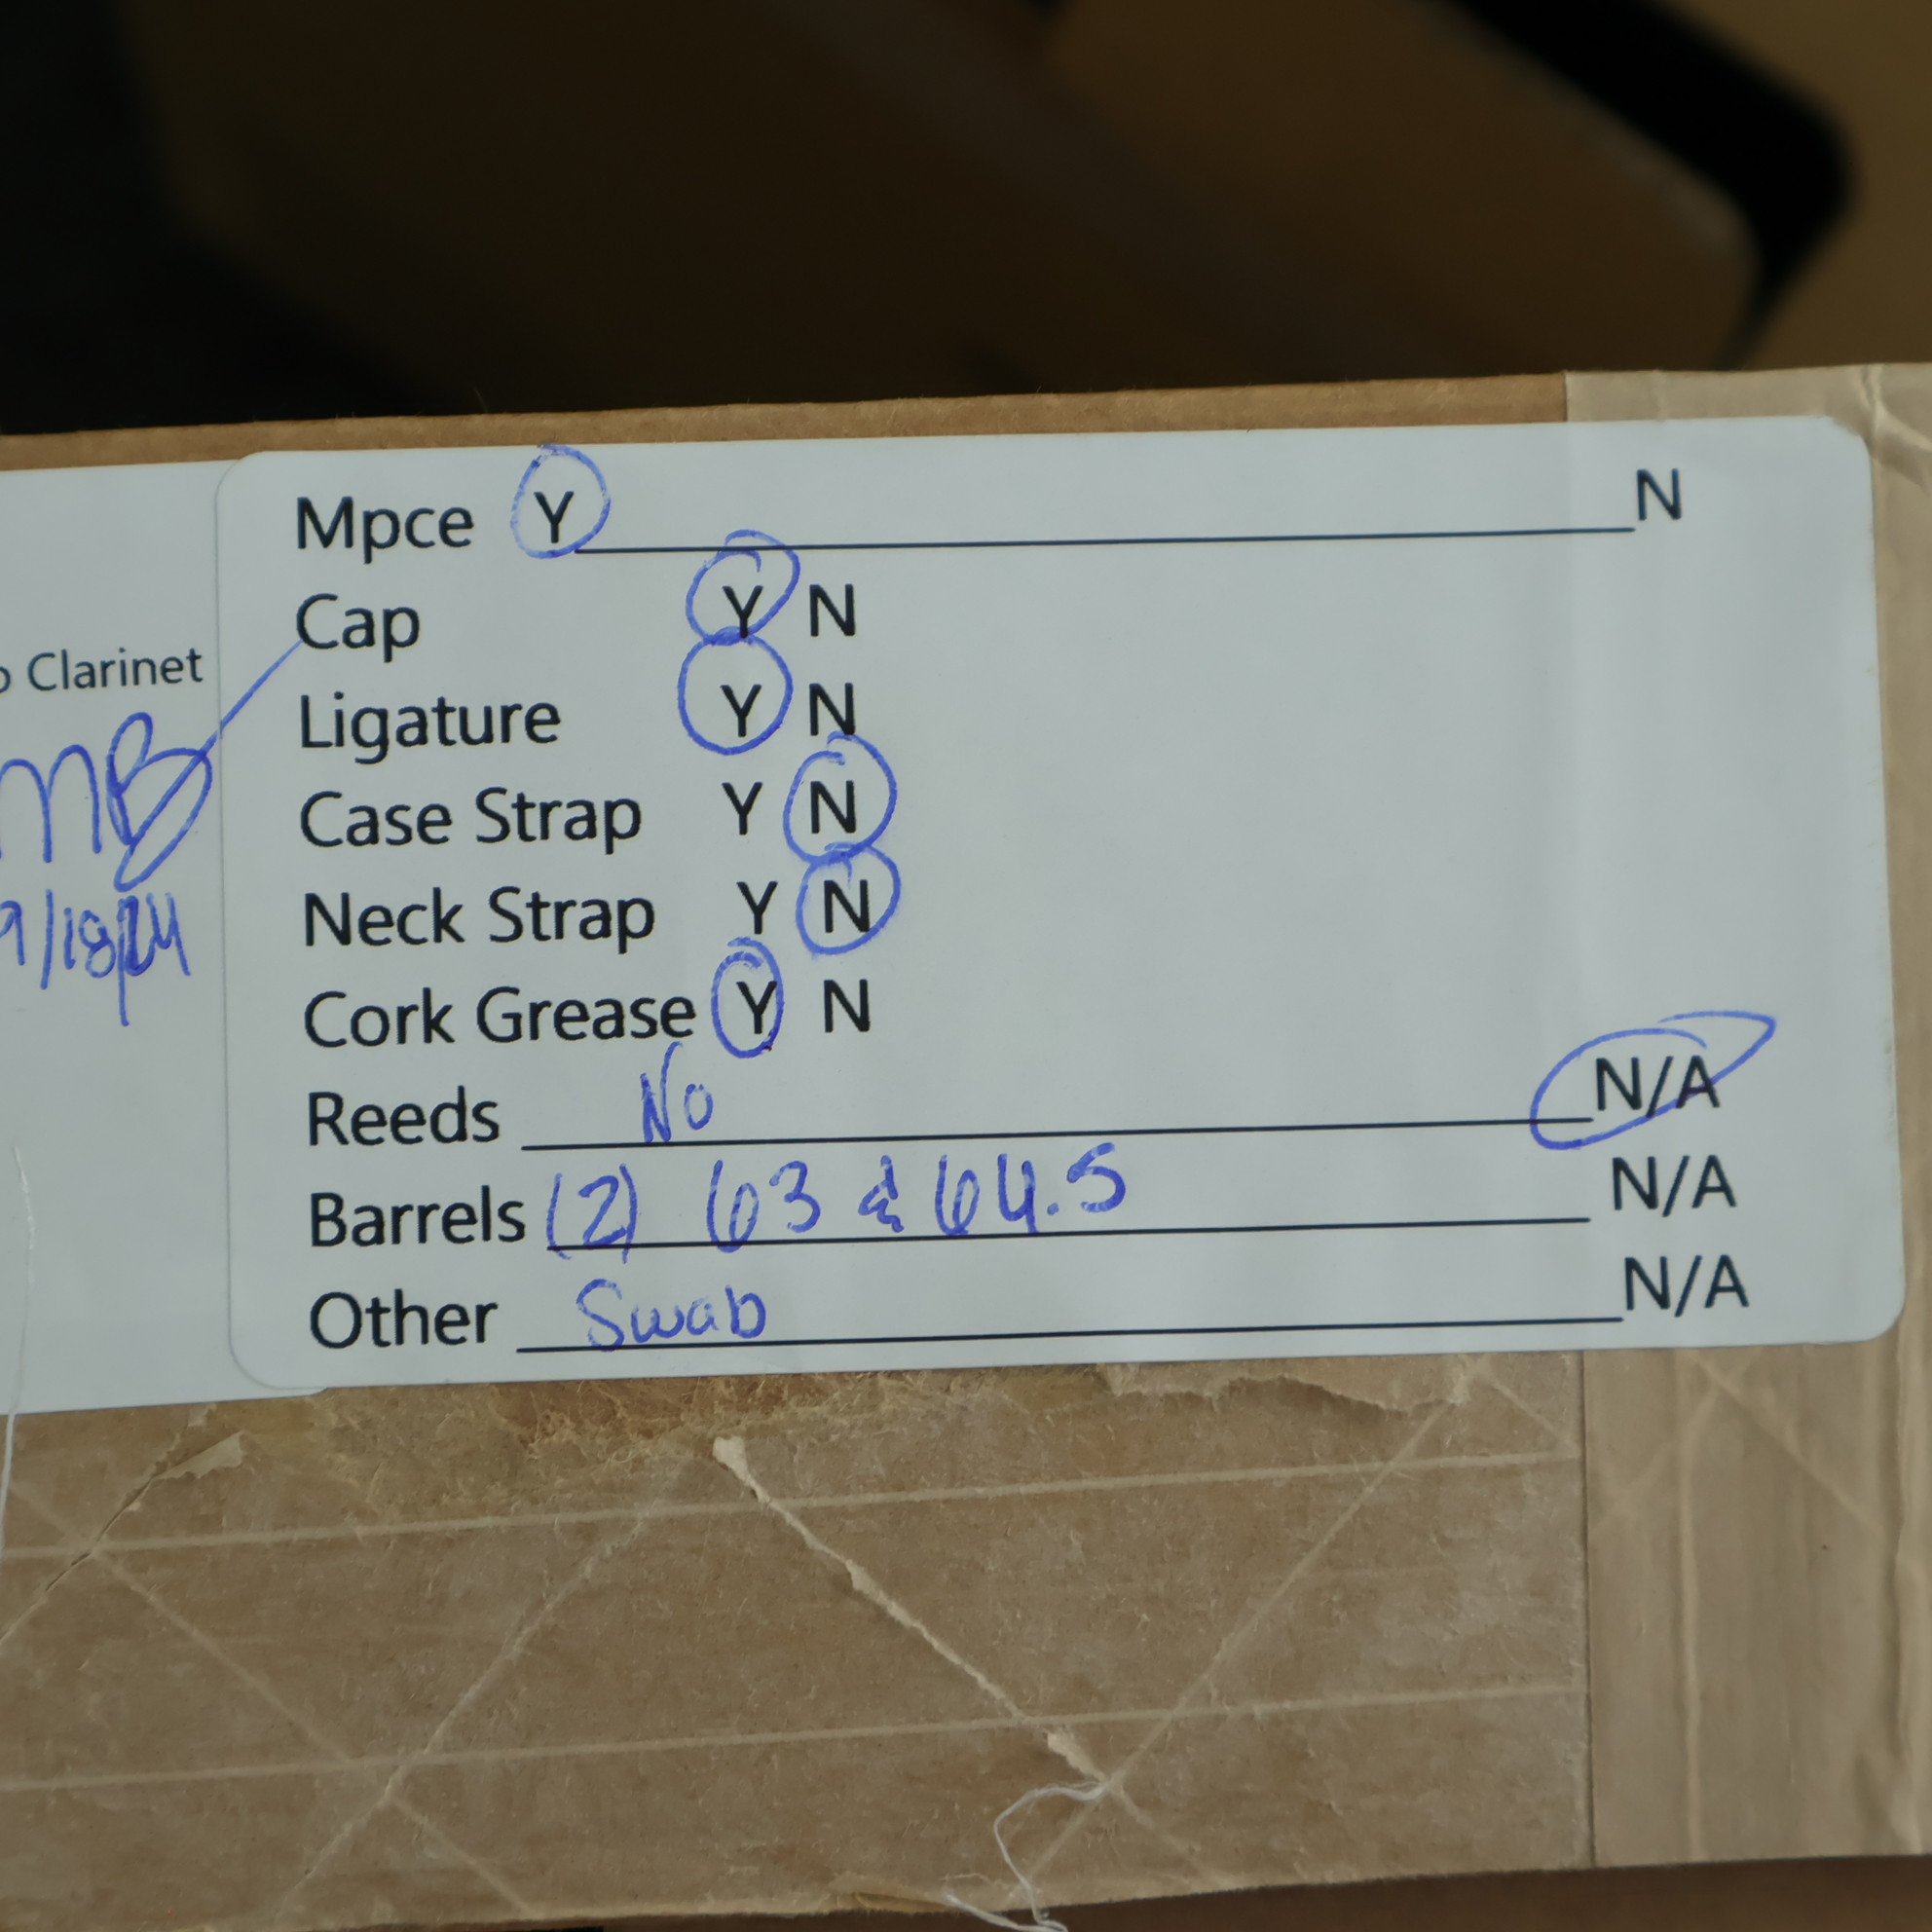 Clarinet
MB
9/18/24
Mpce Y N
Cap Y N
Ligature Y N
Case Strap Y N
Neck Strap Y N
Cork Grease Y N
Reeds No N/A
Barrels (2) 63 & 64.5 N/A
Other Swab N/A